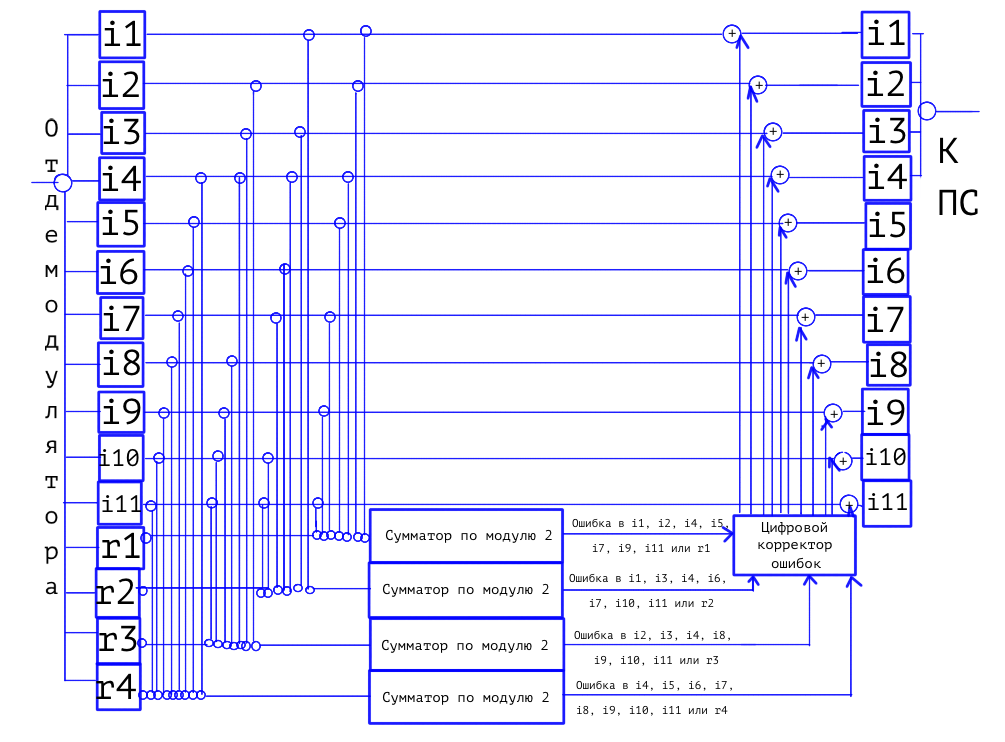 От демодулятора
i1
i2
i3
i4
i5
i6
i7
i8
i9
i10
i11
r1
r2
r3
r4
Сумматор по модулю 2
Сумматор по модулю 2
Сумматор по модулю 2
Сумматор по модулю 2
Ошибка в i1, i2, i4, i5,
i7, i9, i11 или r1
Ошибка в i1, i3, i4, i6,
i7, i10, i11 или r2
Ошибка в i2, i3, i4, i8,
i9, i10, i11 или r3
Ошибка в i4, i5, i6, i7,
i8, i9, i10, i11 или r4
Цифровой
корректор
ошибок
+
+
+
+
+
+
+
+
+
+
+
i1
i2
i3
i4
i5
i6
i7
i8
i9
i10
i11
К
ПС